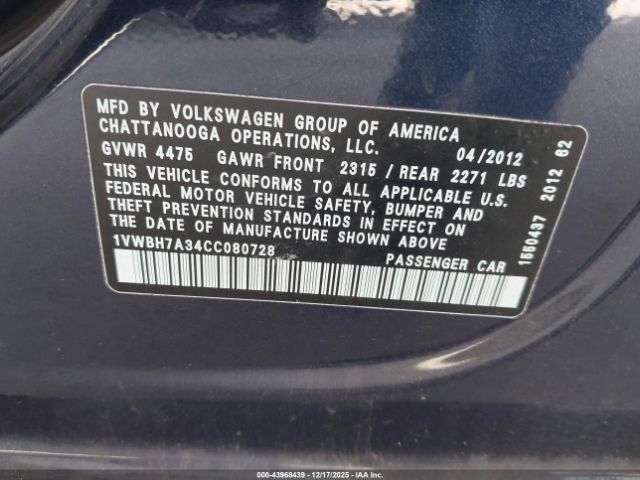 MFD BY VOLKSWAGEN GROUP OF AMERICA
CHATTANOOGA OPERATIONS, LLC. 04/2012
GVWR 4475 GAWR FRONT 2315 / REAR 2271 LBS
THIS VEHICLE CONFORMS TO ALL APPLICABLE U.S.
FEDERAL MOTOR VEHICLE SAFETY, BUMPER AND
THEFT PREVENTION STANDARDS IN EFFECT ON
THE DATE OF MANUFACTURE SHOWN ABOVE
1VWBH7A34CC080728 PASSENGER CAR
1550437 2012 62
000-43968439 - 12/17/2025 - IAAI.com